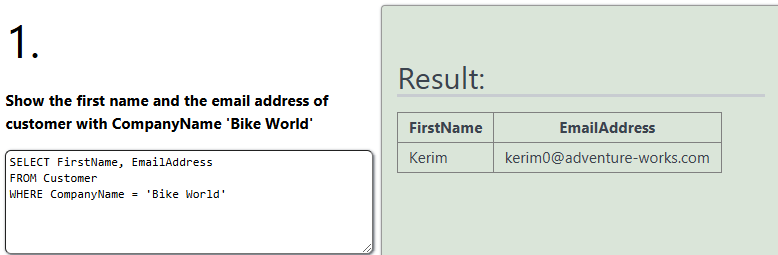 1.
Show the first name and the email address of
customer with CompanyName 'Bike World'
SELECT FirstName, EmailAddress
FROM Customer
WHERE CompanyName = 'Bike World'
Result:
FirstName EmailAddress
Kerim kerim0@adventure-works.com